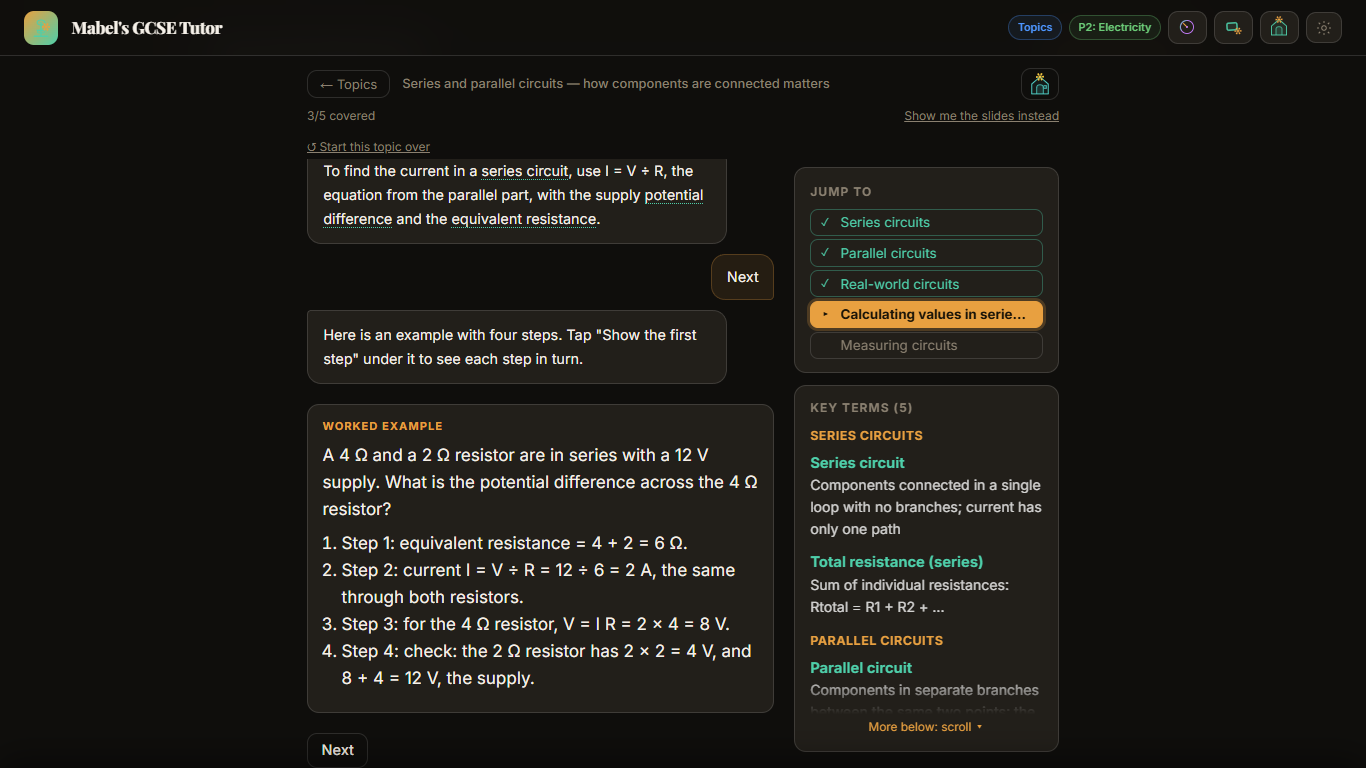 Mabel's GCSE Tutor
Topics
P2: Electricity
← Topics
Series and parallel circuits — how components are connected matters
3/5 covered
Show me the slides instead
↺ Start this topic over
To find the current in a series circuit, use I = V ÷ R, the
equation from the parallel part, with the supply potential
difference and the equivalent resistance.
Next
Here is an example with four steps. Tap "Show the first
step" under it to see each step in turn.
WORKED EXAMPLE
A 4 Ω and a 2 Ω resistor are in series with a 12 V
supply. What is the potential difference across the 4 Ω
resistor?
1. Step 1: equivalent resistance = 4 + 2 = 6 Ω.
2. Step 2: current I = V ÷ R = 12 ÷ 6 = 2 A, the same
through both resistors.
3. Step 3: for the 4 Ω resistor, V = I R = 2 × 4 = 8 V.
4. Step 4: check: the 2 Ω resistor has 2 × 2 = 4 V, and
8 + 4 = 12 V, the supply.
Next
JUMP TO
✓ Series circuits
✓ Parallel circuits
✓ Real-world circuits
▸ Calculating values in serie...
Measuring circuits
KEY TERMS (5)
SERIES CIRCUITS
Series circuit
Components connected in a single
loop with no branches; current has
only one path
Total resistance (series)
Sum of individual resistances:
Rtotal = R1 + R2 + ...
PARALLEL CIRCUITS
Parallel circuit
Components in separate branches
between the same two points; the
More below: scroll ▾